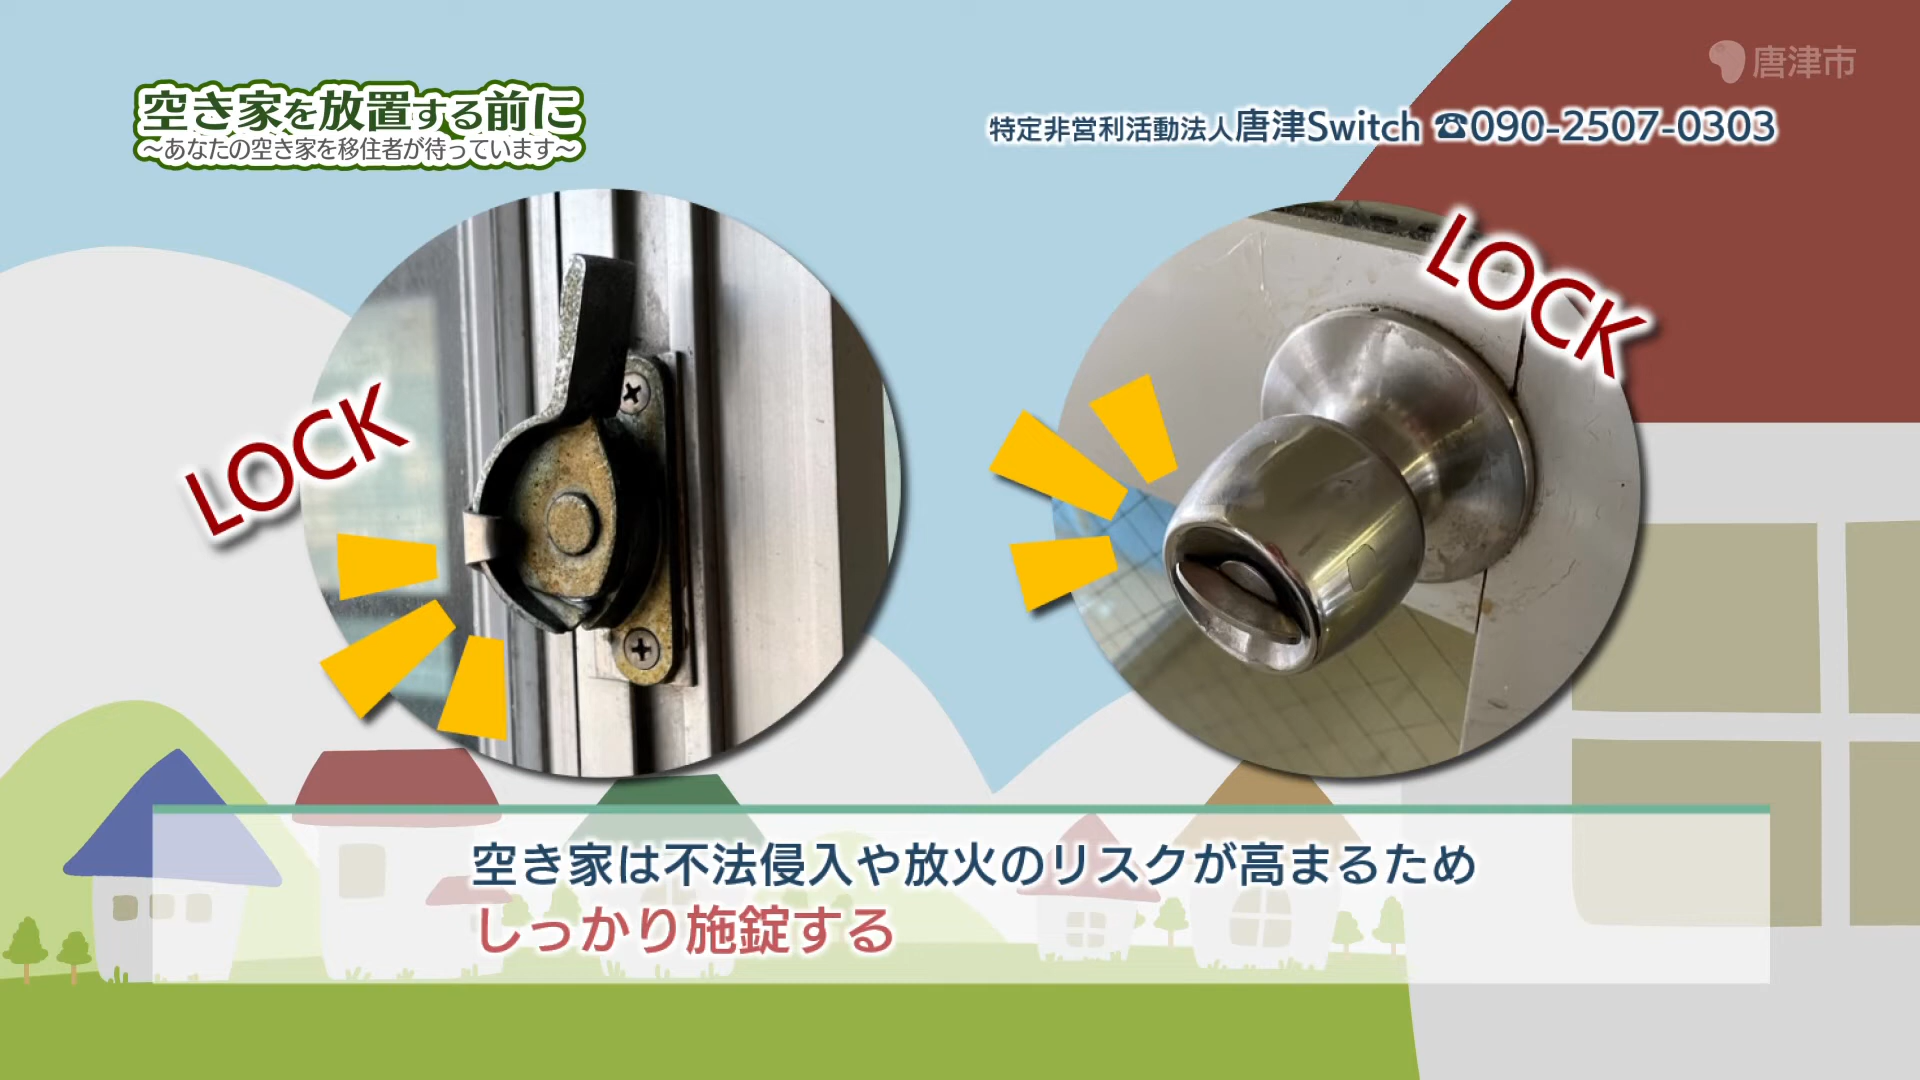 唐津市
空き家を放置する前に
～あなたの空き家を移住者が待っています～
特定非営利活動法人唐津Switch ☎090-2507-0303
LOCK
LOCK
空き家は不法侵入や放火のリスクが高まるため
しっかり施錠する